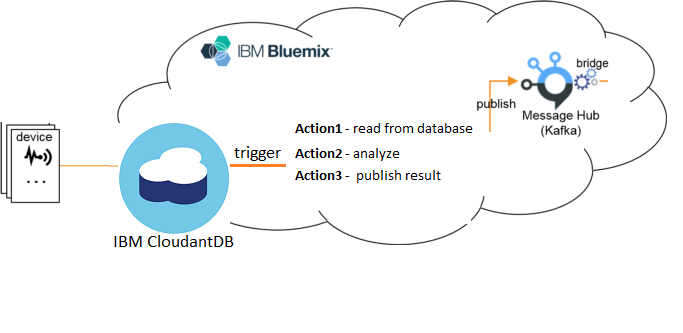 IBM Bluemix™
bridge
publish
Message Hub
(Kafka)
device
...
trigger
Action1 - read from database
Action2 - analyze
Action3 - publish result
IBM CloudantDB